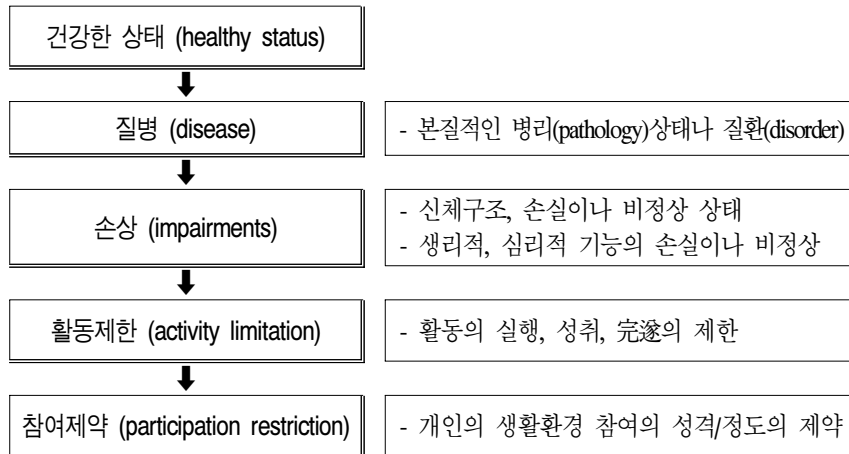 건강한 상태 (healthy status)
질병 (disease)
- 본질적인 병리(pathology)상태나 질환(disorder)
손상 (impairments)
- 신체구조, 손실이나 비정상 상태
- 생리적, 심리적 기능의 손실이나 비정상
활동제한 (activity limitation)
- 활동의 실행, 성취, 完遂의 제한
참여제약 (participation restriction)
- 개인의 생활환경 참여의 성격/정도의 제약